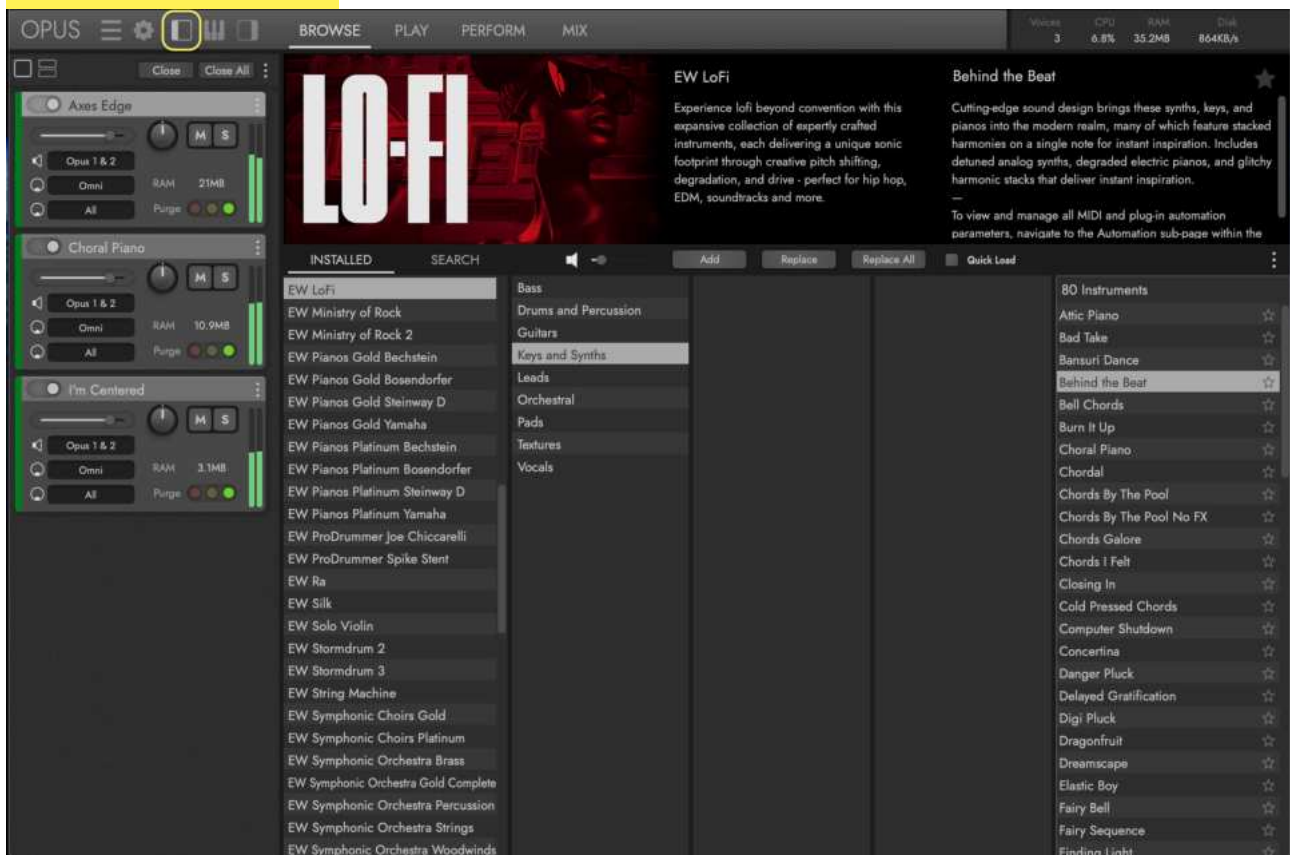 OPUS
BROWSE
PLAY
PERFORM
MIX
Voices
CPU
RAM
Disk
3
6.8%
35.2MB
864KB/s
Close
Close All
Axes Edge
M
S
Opus 1 & 2
Omni
RAM
21MB
All
Purge
Choral Piano
M
S
Opus 1 & 2
Omni
RAM
10.9MB
All
Purge
I'm Centered
M
S
Opus 1 & 2
Omni
RAM
3.1MB
All
Purge
LO-FI
EW LoFi
Experience lofi beyond convention with this
expansive collection of expertly crafted
instruments, each delivering a unique sonic
footprint through creative pitch shifting,
degradation, and drive - perfect for hip hop,
EDM, soundtracks and more.
Behind the Beat
Cutting-edge sound design brings these synths, keys, and
pianos into the modern realm, many of which feature stacked
harmonies on a single note for instant inspiration. Includes
detuned analog synths, degraded electric pianos, and glitchy
harmonic stacks that deliver instant inspiration.
—
To view and manage all MIDI and plug-in automation
parameters, navigate to the Automation sub-page within the
INSTALLED
SEARCH
Add
Replace
Replace All
Quick Load
EW LoFi
EW Ministry of Rock
EW Ministry of Rock 2
EW Pianos Gold Bechstein
EW Pianos Gold Bosendorfer
EW Pianos Gold Steinway D
EW Pianos Gold Yamaha
EW Pianos Platinum Bechstein
EW Pianos Platinum Bosendorfer
EW Pianos Platinum Steinway D
EW Pianos Platinum Yamaha
EW ProDrummer Joe Chiccarelli
EW ProDrummer Spike Stent
EW Ra
EW Silk
EW Solo Violin
EW Stormdrum 2
EW Stormdrum 3
EW String Machine
EW Symphonic Choirs Gold
EW Symphonic Choirs Platinum
EW Symphonic Orchestra Brass
EW Symphonic Orchestra Gold Complete
EW Symphonic Orchestra Percussion
EW Symphonic Orchestra Strings
EW Symphonic Orchestra Woodwinds
Bass
Drums and Percussion
Guitars
Keys and Synths
Leads
Orchestral
Pads
Textures
Vocals
80 Instruments
Attic Piano
Bad Take
Bansuri Dance
Behind the Beat
Bell Chords
Burn It Up
Choral Piano
Chordal
Chords By The Pool
Chords By The Pool No FX
Chords Galore
Chords I Felt
Closing In
Cold Pressed Chords
Computer Shutdown
Concertina
Danger Pluck
Delayed Gratification
Digi Pluck
Dragonfruit
Dreamscape
Elastic Boy
Fairy Bell
Fairy Sequence
Finding Light